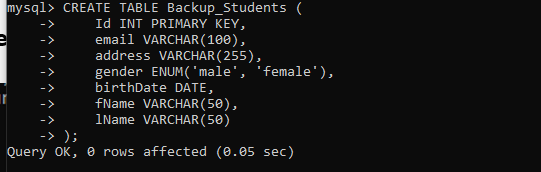 mysql> CREATE TABLE Backup_Students (
    ->     Id INT PRIMARY KEY,
    ->     email VARCHAR(100),
    ->     address VARCHAR(255),
    ->     gender ENUM('male', 'female'),
    ->     birthDate DATE,
    ->     fName VARCHAR(50),
    ->     lName VARCHAR(50)
    -> );
Query OK, 0 rows affected (0.05 sec)